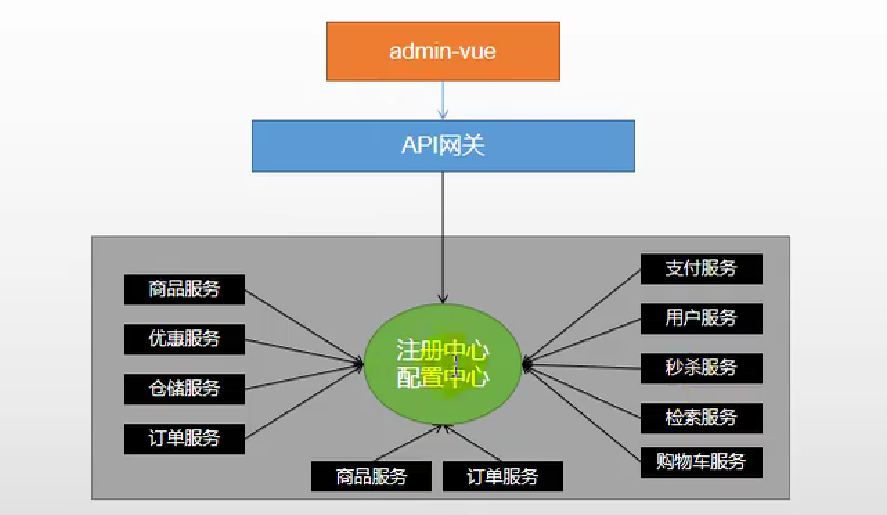 admin-vue
API网关
商品服务
优惠服务
仓储服务
订单服务
注册中心
配置中心
支付服务
用户服务
秒杀服务
检索服务
购物车服务
商品服务
订单服务